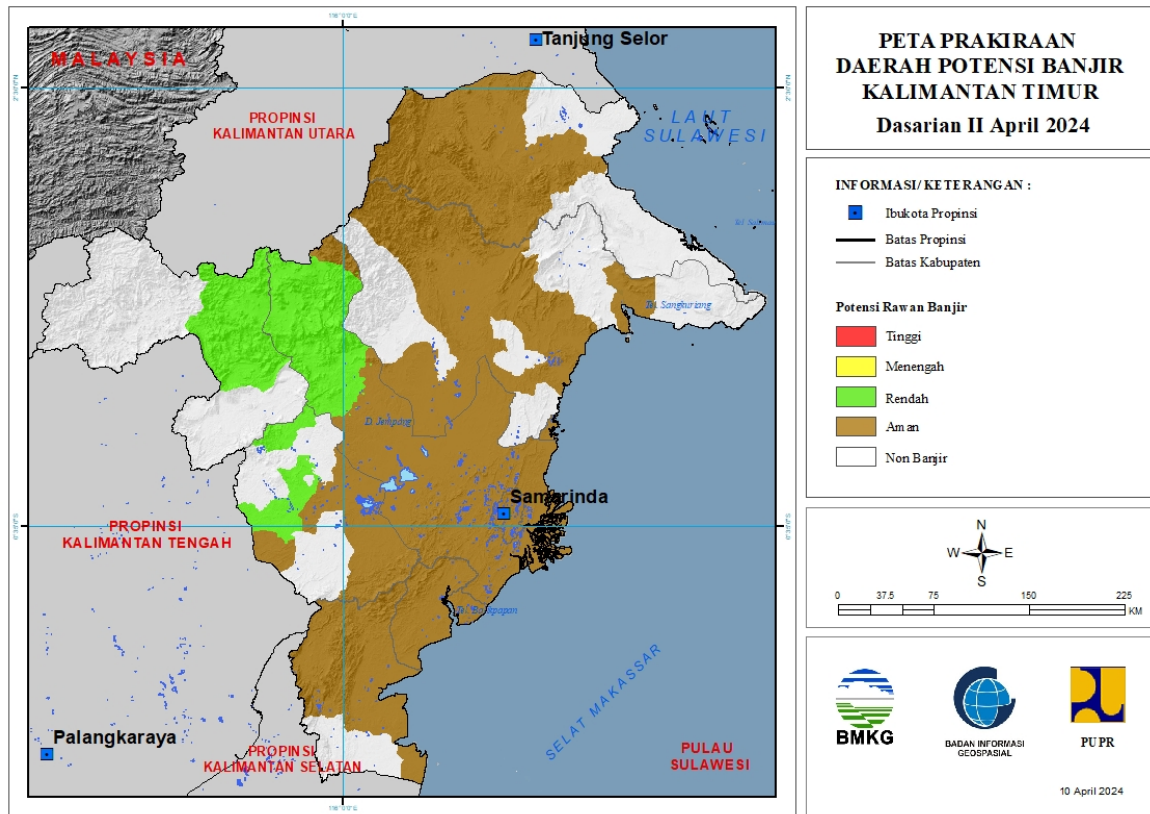 PETA PRAKIRAAN
DAERAH POTENSI BANJIR
KALIMANTAN TIMUR
Dasarian II April 2024
INFORMASI/ KETERANGAN :
Ibukota Propinsi
Batas Propinsi
Batas Kabupaten
Potensi Rawan Banjir
Tinggi
Menengah
Rendah
Aman
Non Banjir
N
W E
S
0 37.5 75 150 225
KM
BMKG
BADAN INFORMASI
GEOSPASIAL
PUPR
10 April 2024
Tanjung Selor
MALAYSIA
PROPINSI
KALIMANTAN UTARA
LAUT
SULAWESI
Tel. Sangkuriang
D. Jempang
Samarinda
PROPINSI
KALIMANTAN TENGAH
SELAT MAKASSAR
Palangkaraya
PROPINSI
KALIMANTAN SELATAN
PULAU
SULAWESI